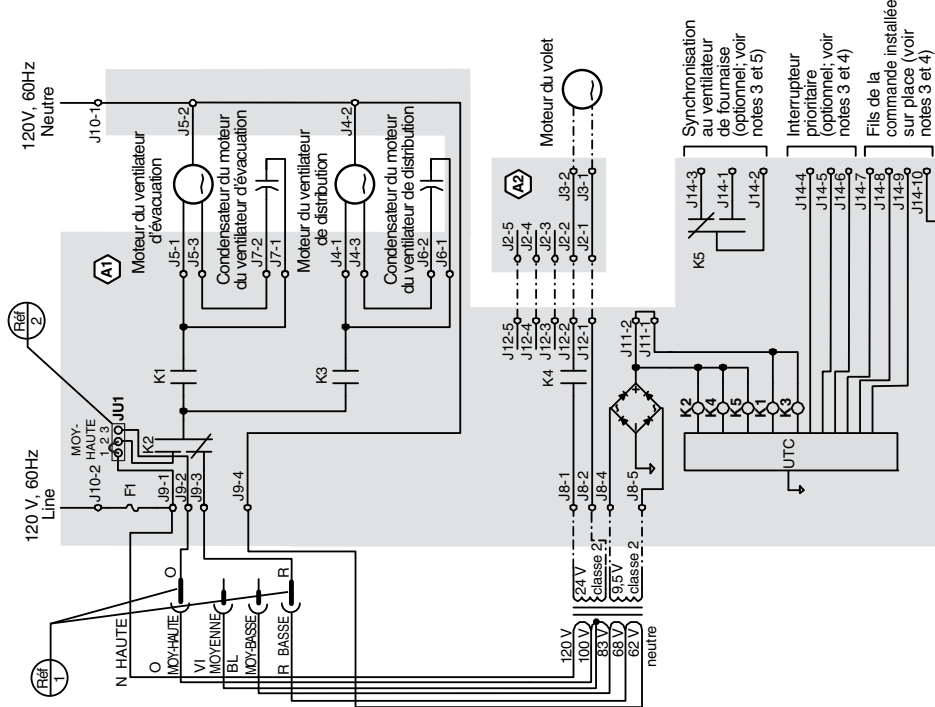 120V, 60Hz
Neutre
J10-1
120 V, 60Hz
Line
J10-2
F1
Réf
2
MOY-
HAUTE
1 2 3
JU1
K2
J9-1
J9-2
J9-3
J9-4
A1
Moteur du ventilateur
d'évacuation
J5-1
J5-3
J5-2
Condensateur du moteur
du ventilateur d'évacuation
J7-2
J7-1
Moteur du ventilateur
de distribution
J4-1
J4-3
J4-2
Condensateur du moteur
du ventilateur de distribution
J6-2
J6-1
K1
K3
Réf
1
N HAUTE
O
O
MOY-HAUTE
VI
MOYENNE
BL
MOY-BASSE
R
BASSE
R
120 V
100 V
83 V
68 V
62 V
neutre
24 V
classe 2
9,5 V
classe 2
J8-1
J8-2
J8-4
J8-5
K4
J12-5
J12-4
J12-3
J12-2
J12-1
J2-5
J2-4
J2-3
J2-2
J2-1
A2
J3-2
J3-1
Moteur du volet
J11-2
J11-1
K2
K4
K5
K1
K3
UTC
K5
J14-3
J14-1
J14-2
Synchronisation
au ventilateur
de fournaise
(optionnel; voir
notes 3 et 5)
J14-4
J14-5
J14-6
Interrupteur
prioritaire
(optionnel; voir
notes 3 et 4)
J14-7
J14-8
J14-9
J14-10
Fils de la
commande installée
sur place (voir
notes 3 et 4)